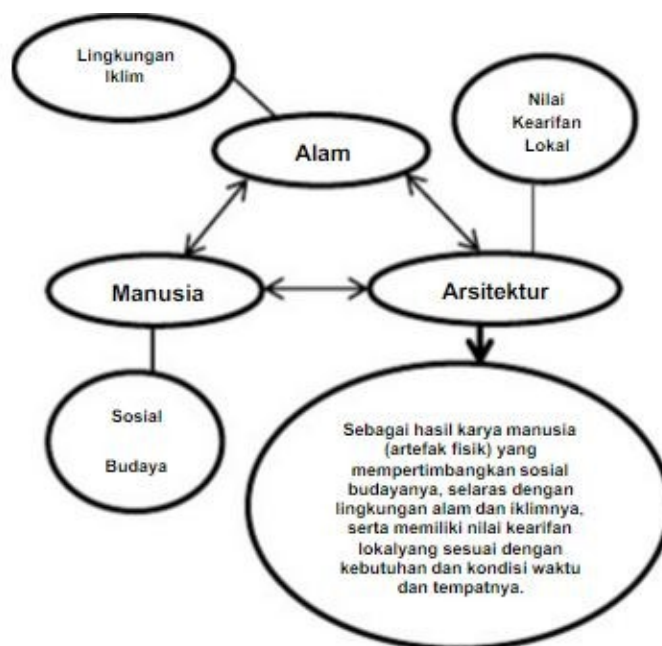 Lingkungan
Iklim
Nilai
Kearifan
Lokal
Alam
Manusia
Arsitektur
Sosial
Budaya
Sebagai hasil karya manusia
(artefak fisik) yang
mempertimbangkan sosial
budayanya, selaras dengan
lingkungan alam dan iklimnya,
serta memiliki nilai kearifan
lokalyang sesuai dengan
kebutuhan dan kondisi waktu
dan tempatnya.